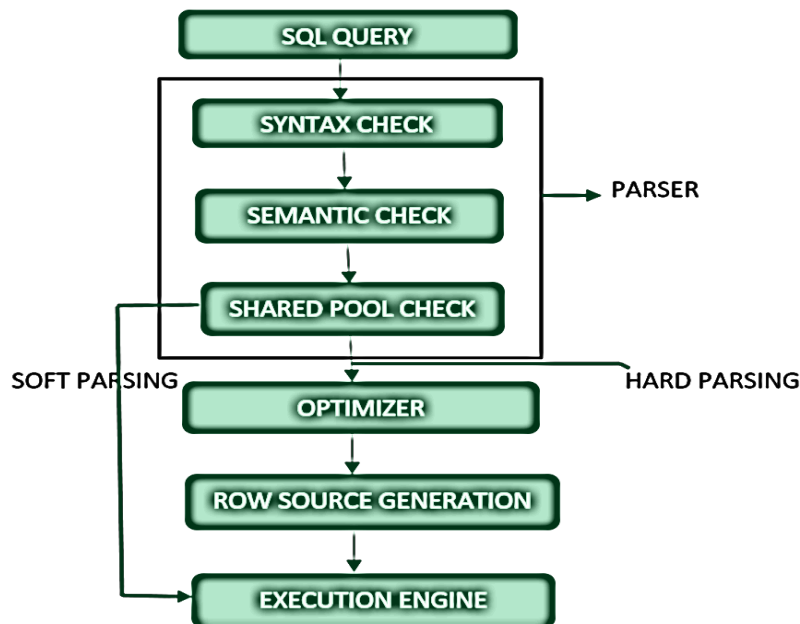 SQL QUERY
SYNTAX CHECK
SEMANTIC CHECK
PARSER
SHARED POOL CHECK
SOFT PARSING
HARD PARSING
OPTIMIZER
ROW SOURCE GENERATION
EXECUTION ENGINE